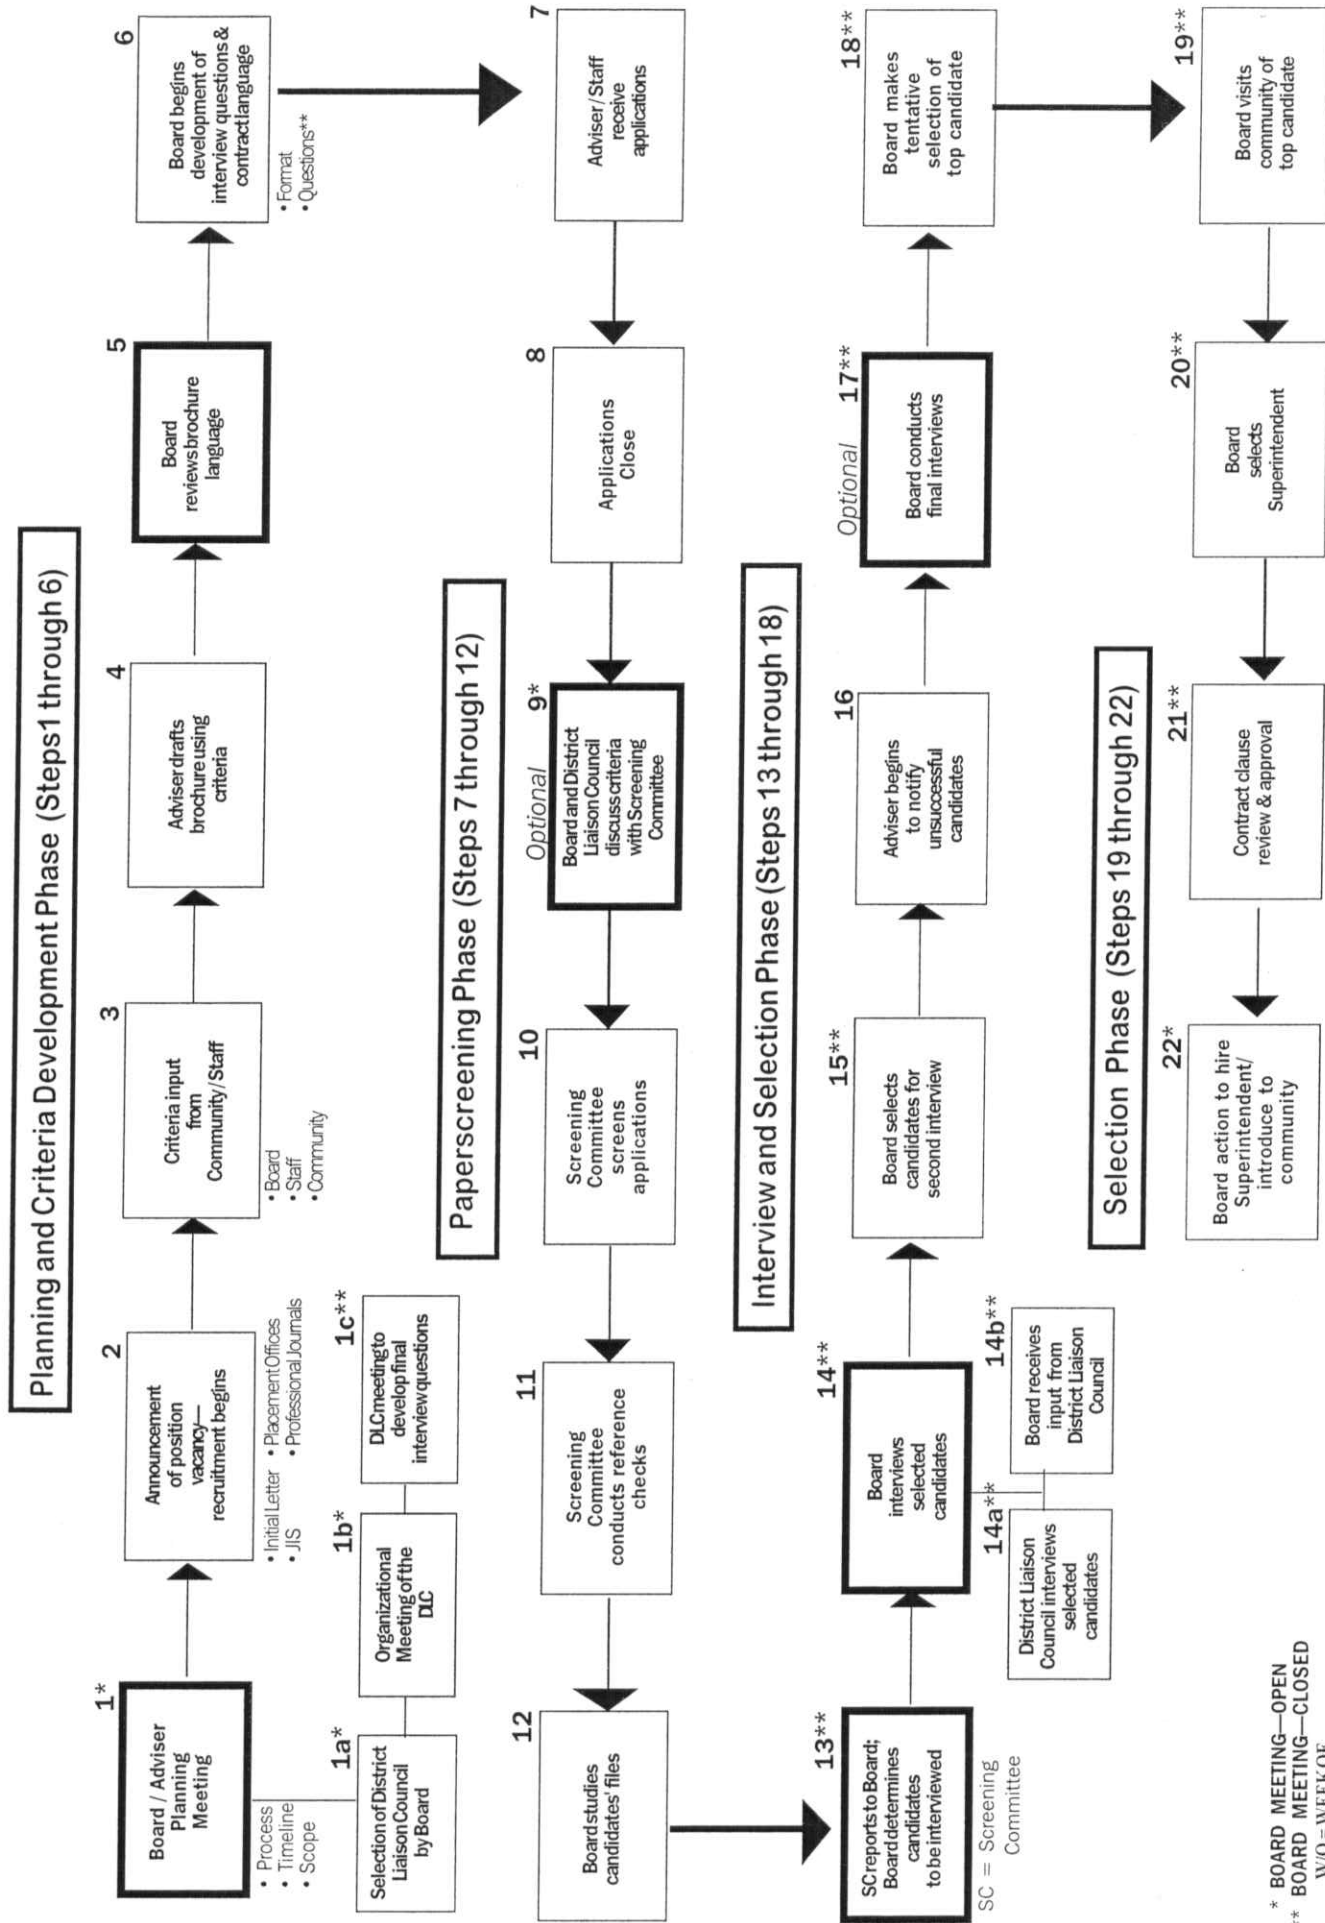 Planning and Criteria Development Phase (Steps 1 through 6)
1*
Board / Adviser
Planning
Meeting
• Process
• Timeline
• Scope
1a*
Selection of District
Liaison Council
by Board
1b*
Organizational
Meeting of the
DLC
1c**
DLC meeting to
develop final
interview questions
2
Announcement
of position
vacancy—
recruitment begins
• Initial Letter • Placement Offices
• JIS • Professional Journals
3
Criteria input
from
Community / Staff
• Board
• Staff
• Community
4
Adviser drafts
brochure using
criteria
5
Board
reviews brochure
language
6
Board begins
development of
interview questions &
contract language
• Format
• Questions**
Paperscreening Phase (Steps 7 through 12)
7
Adviser / Staff
receive
applications
8
Applications
Close
Optional
9*
Board and District
Liaison Council
discuss criteria
with Screening
Committee
10
Screening
Committee
screens
applications
11
Screening
Committee
conducts reference
checks
12
Board studies
candidates' files
Interview and Selection Phase (Steps 13 through 18)
13**
SC reports to Board;
Board determines
candidates
to be interviewed
SC = Screening
Committee
14**
Board
interviews
selected
candidates
14a**
District Liaison
Council interviews
selected
candidates
14b**
Board receives
input from
District Liaison
Council
15**
Board selects
candidates for
second interview
16
Adviser begins
to notify
unsuccessful
candidates
Optional
17**
Board conducts
final interviews
18**
Board makes
tentative
selection of
top candidate
Selection Phase (Steps 19 through 22)
19**
Board visits
community of
top candidate
20**
Board
selects
Superintendent
21**
Contract clause
review & approval
22*
Board action to hire
Superintendent/
introduce to
community
* BOARD MEETING—OPEN
** BOARD MEETING—CLOSED
W/O = WEEK OF